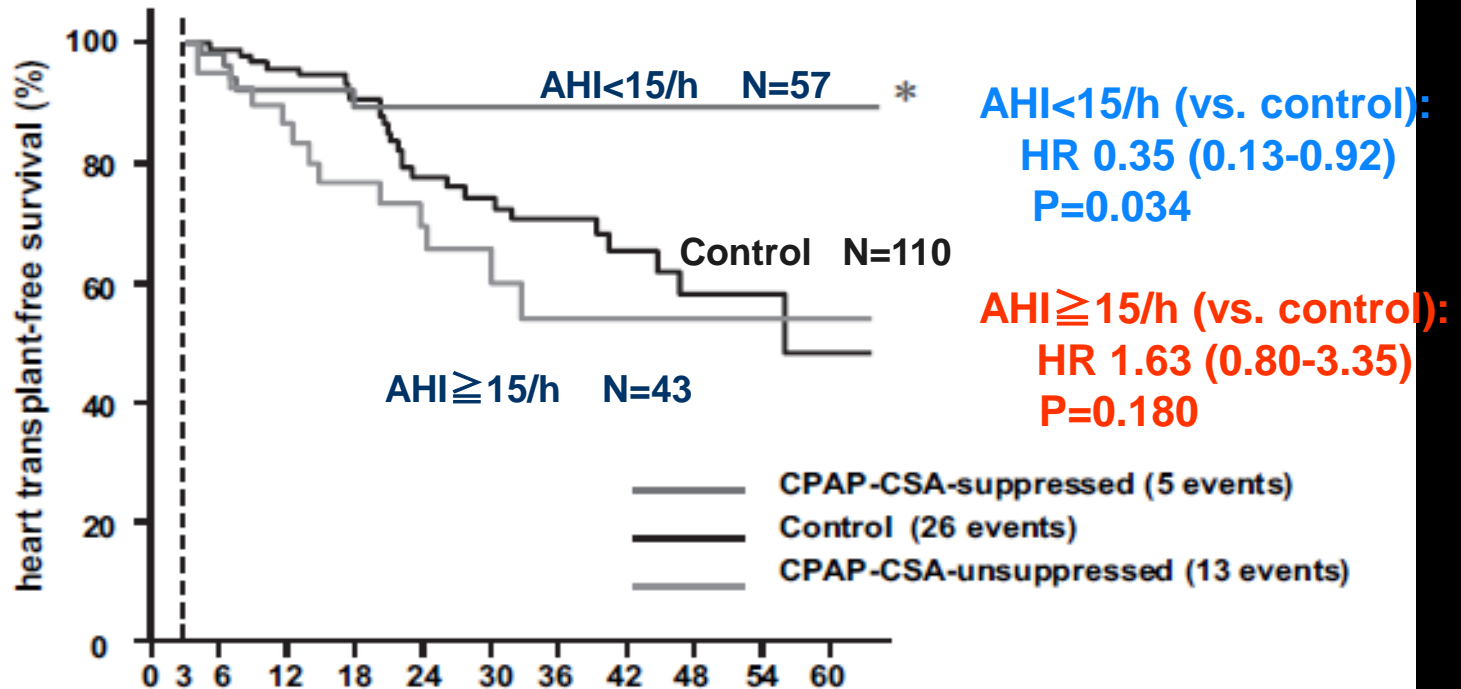 heart transplant-free survival (%)
100
80
60
40
20
0
AHI<15/h N=57 *
Control N=110
AHI≧15/h N=43
AHI<15/h (vs. control):
HR 0.35 (0.13-0.92)
P=0.034
AHI≧15/h (vs. control):
HR 1.63 (0.80-3.35)
P=0.180
CPAP-CSA-suppressed (5 events)
Control (26 events)
CPAP-CSA-unsuppressed (13 events)
0 3 6 12 18 24 30 36 42 48 54 60